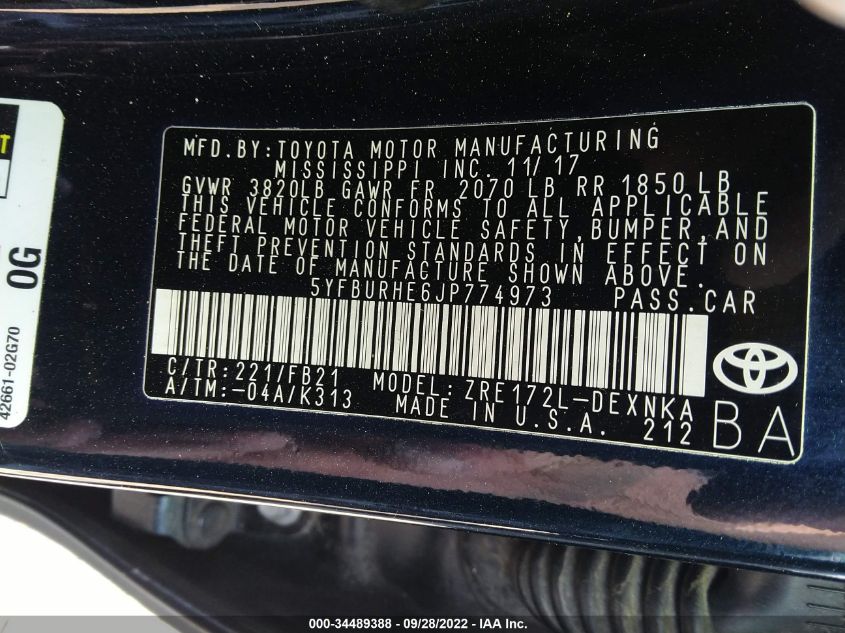 MFD. BY: TOYOTA MOTOR MANUFACTURING
MISSISSIPPI INC. 11/17
GVWR 3820LB GAWR FR 2070 LB RR 1850 LB
THIS VEHICLE CONFORMS TO ALL APPLICABLE
FEDERAL MOTOR VEHICLE SAFETY, BUMPER, AND
THEFT PREVENTION STANDARDS IN EFFECT ON
THE DATE OF MANUFACTURE SHOWN ABOVE.
5YFBURHE6JP774973 PASS. CAR
C/TR: 221/FB21 MODEL: ZRE172L-DEXNKA
A/TM: -04A/K313 MADE IN U.S.A. 212
BA
0G
42661-02G70
000-34489388 - 09/28/2022 - IAA Inc.